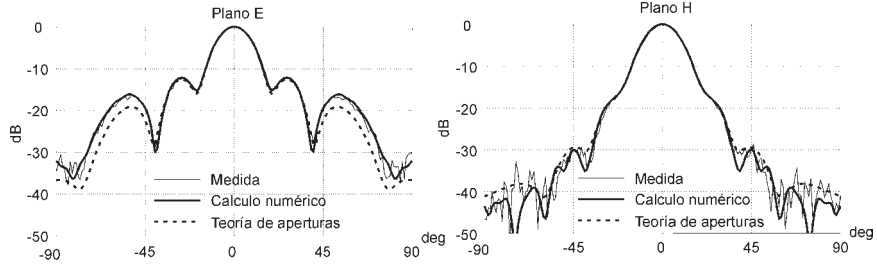 Plano E
0
-10
-20
dB
-30
Medida
-40
Calculo numérico
Teoría de aperturas
-50
deg
-90
-45
0
45
90
Plano H
0
-10
-20
dB
-30
Medida
-40
Calculo numérico
Teoría de aperturas
-50
deg
-90
-45
0
45
90